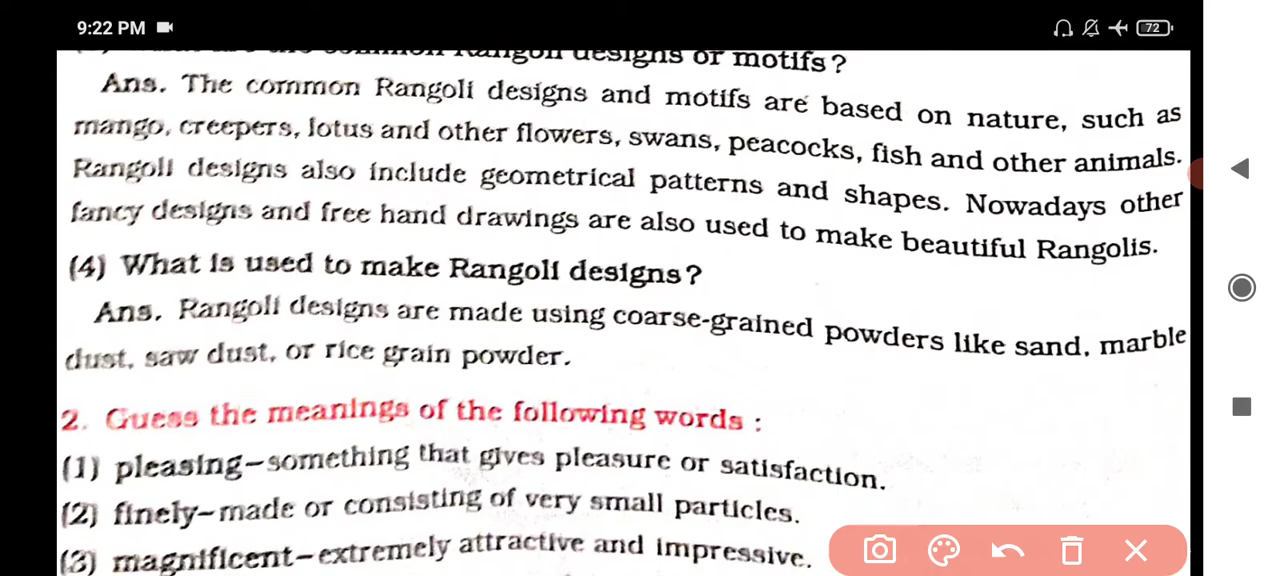 9:22 PM
72
common Rangoli designs or motifs?
Ans. The common Rangoli designs and motifs are based on nature, such as
mango, creepers, lotus and other flowers, swans, peacocks, fish and other animals.
Rangoli designs also include geometrical patterns and shapes. Nowadays other
fancy designs and free hand drawings are also used to make beautiful Rangolis.
(4) What is used to make Rangoli designs?
Ans. Rangoli designs are made using coarse-grained powders like sand, marble
dust, saw dust, or rice grain powder.
2. Guess the meanings of the following words :
(1) pleasing–something that gives pleasure or satisfaction.
(2) finely–made or consisting of very small particles.
(3) magnificent–extremely attractive and impressive.